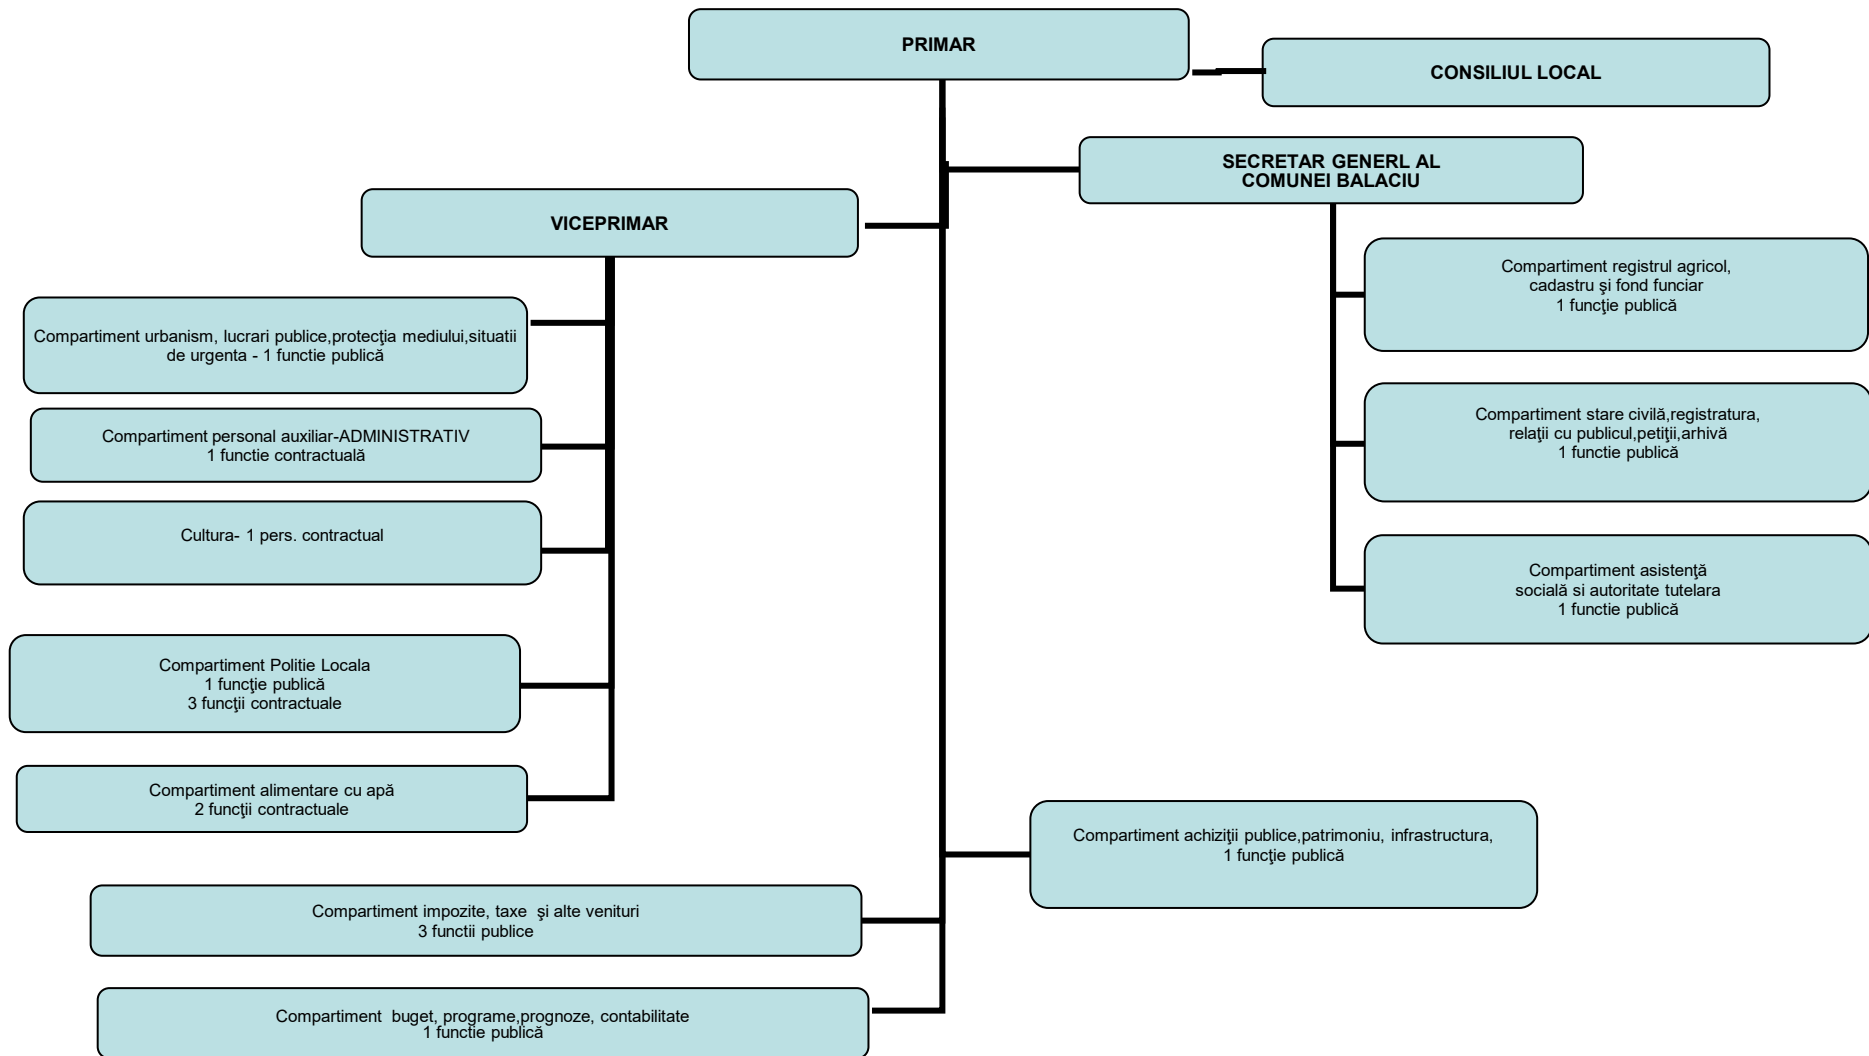 PRIMAR
CONSILIUL LOCAL
SECRETAR GENERL AL
COMUNEI BALACIU
VICEPRIMAR
Compartiment registrul agricol,
cadastru şi fond funciar
1 funcţie publică
Compartiment urbanism, lucrari publice,protecţia mediului,situatii
de urgenta - 1 functie publică
Compartiment stare civilă,registratura,
relaţii cu publicul,petiţii,arhivă
1 functie publică
Compartiment personal auxiliar-ADMINISTRATIV
1 functie contractuală
Cultura- 1 pers. contractual
Compartiment asistenţă
socială si autoritate tutelara
1 functie publică
Compartiment Politie Locala
1 funcţie publică
3 funcţii contractuale
Compartiment alimentare cu apă
2 funcţii contractuale
Compartiment achiziţii publice,patrimoniu, infrastructura,
1 funcţie publică
Compartiment impozite, taxe  şi alte venituri
3 functii publice
Compartiment  buget, programe,prognoze, contabilitate
1 functie publică